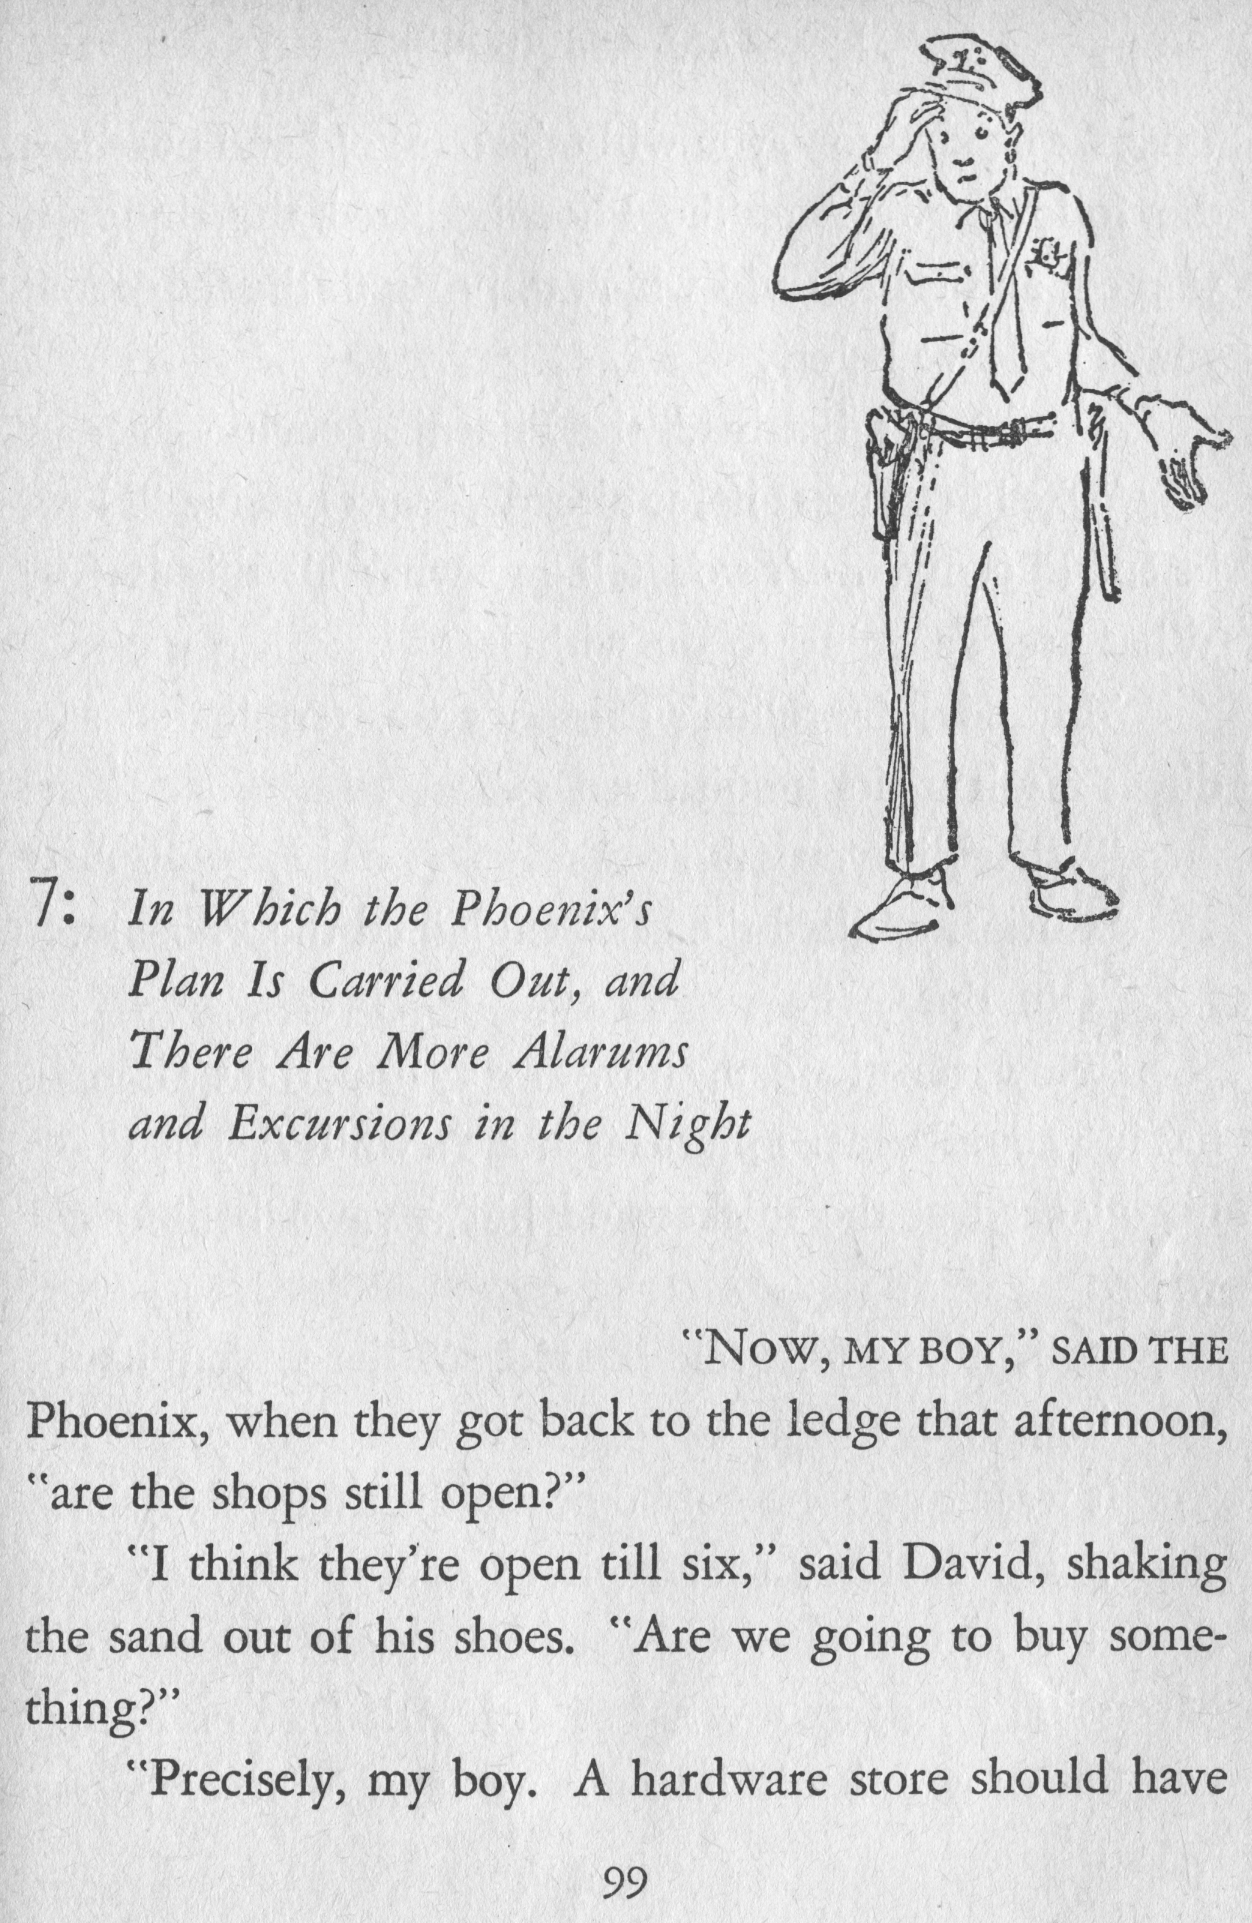 7: In Which the Phoenix's
Plan Is Carried Out, and
There Are More Alarums
and Excursions in the Night
"NOW, MY BOY," SAID THE
Phoenix, when they got back to the ledge that afternoon,
"are the shops still open?"
"I think they're open till six," said David, shaking
the sand out of his shoes. "Are we going to buy some-
thing?"
"Precisely, my boy. A hardware store should have
99